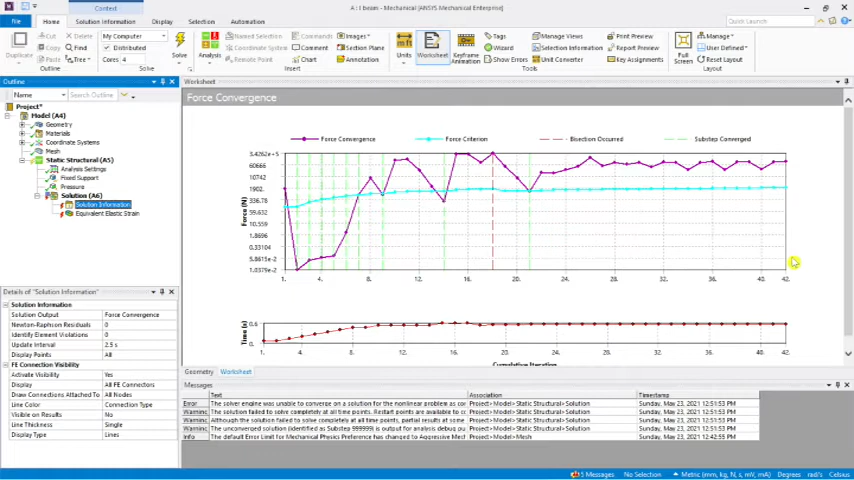 Context
A : I beam - Mechanical [ANSYS Mechanical Enterprise]
File
Home
Solution Information
Display
Selection
Automation
Quick Launch
Duplicate
Cut
Copy
Paste
Delete
Find
Tree
Outline
My Computer
Distributed
Cores 4
Solve
Solve
Analysis
Named Selection
Coordinate System
Remote Point
Commands
Comment
Chart
Images
Section Plane
Annotation
Insert
Units
Worksheet
Keyframe Animation
Tags
Wizard
Show Errors
Manage Views
Selection Information
Unit Converter
Print Preview
Report Preview
Key Assignments
Tools
Full Screen
Manage
User Defined
Reset Layout
Layout
Outline
Name
Search Outline
Project*
Model (A4)
Geometry
Materials
Coordinate Systems
Mesh
Static Structural (A5)
Analysis Settings
Fixed Support
Pressure
Solution (A6)
Solution Information
Equivalent Elastic Strain
Details of "Solution Information"
Solution Information
Solution Output Force Convergence
Newton-Raphson Residuals 0
Identify Element Violations 0
Update Interval 2.5 s
Display Points All
FE Connection Visibility
Activate Visibility Yes
Display All FE Connectors
Draw Connections Attached To All Nodes
Line Color Connection Type
Visible on Results No
Line Thickness Single
Display Type Lines
Worksheet
Force Convergence
Force Convergence
Force Criterion
Bisection Occurred
Substep Converged
Force (N)
5.4262e+5
60666
10742
1902.
336.78
59.632
10.559
1.8696
0.33104
5.8615e-2
1.0379e-2
1. 4. 8. 12. 16. 20. 24. 28. 32. 36. 40. 42.
Time (s)
0.6
0.
1. 4. 8. 12. 16. 20. 24. 28. 32. 36. 40. 42.
Cumulative Iteration
Geometry
Worksheet
Messages
Text Association Timestamp
Error The solver engine was unable to converge on a solution for the nonlinear problem as co Project>Model>Static Structural>Solution Sunday, May 23, 2021 12:51:53 PM
Warning The solution failed to solve completely at all time points. Restart points are available to c Project>Model>Static Structural>Solution Sunday, May 23, 2021 12:51:53 PM
Warning Although the solution failed to solve completely at all time points, partial results at some Project>Model>Static Structural>Solution Sunday, May 23, 2021 12:51:53 PM
Warning The unconverged solution (identified as Substep 999999) is output for analysis debug pu Project>Model>Static Structural>Solution Sunday, May 23, 2021 12:51:53 PM
Info The default Error Limit for Mechanical Physics Preference has changed to Aggressive Mech Project>Model>Mesh Sunday, May 23, 2021 12:42:55 PM
5 Messages
No Selection
Metric (mm, kg, N, s, mV, mA)
Degrees
rad/s
Celsius